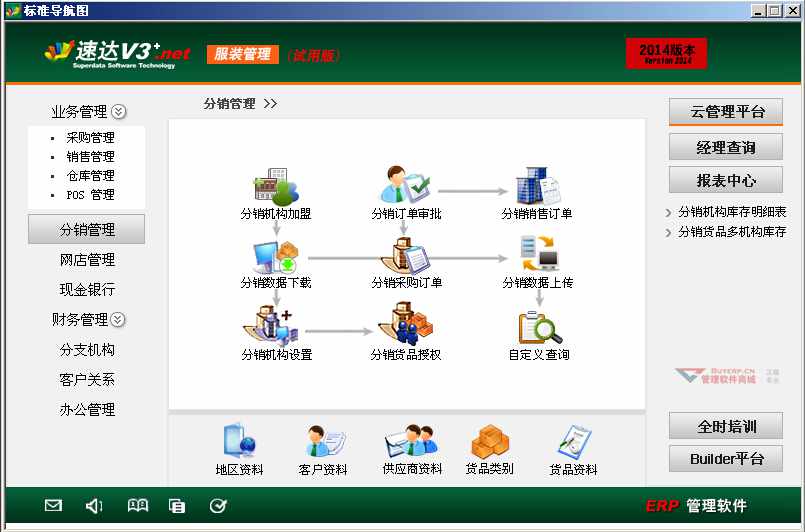 标准导航图
速达V3+.net
Superdata Software Technology
服装管理
(试用版)
2014版本
Version 2014
业务管理
采购管理
销售管理
仓库管理
POS 管理
分销管理
网店管理
现金银行
财务管理
分支机构
客户关系
办公管理
分销管理 >>
分销机构加盟
分销订单审批
分销销售订单
分销数据下载
分销采购订单
分销数据上传
分销机构设置
分销货品授权
自定义查询
地区资料
客户资料
供应商资料
货品类别
货品资料
云管理平台
经理查询
报表中心
分销机构库存明细表
分销货品多机构库存
BUYERP.CN
管理软件商城
全时培训
Builder平台
ERP 管理软件